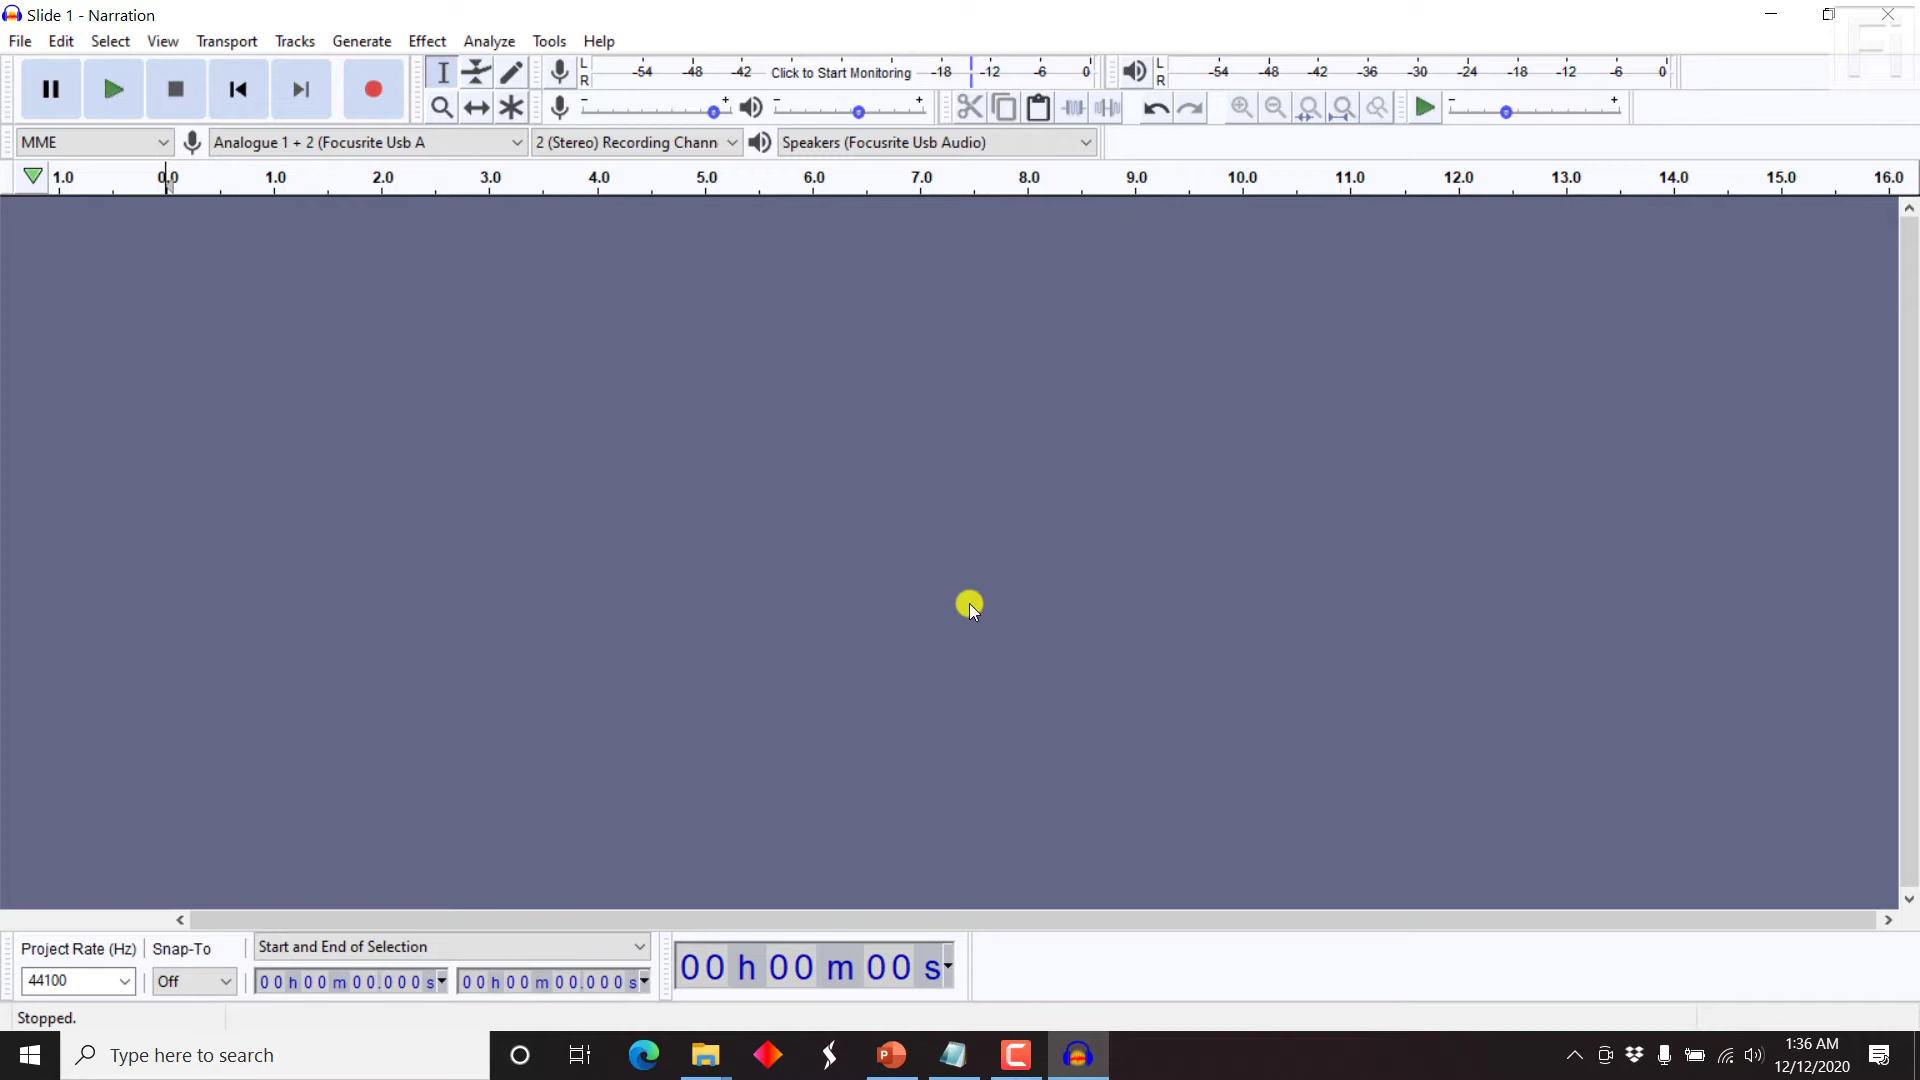 Slide 1 - Narration
File Edit Select View Transport Tracks Generate Effect Analyze Tools Help
L -54 -48 -42 Click to Start Monitoring -18 -12 -6 0 L -54 -48 -42 -36 -30 -24 -18 -12 -6 0
R R
- + - + - +
MME Analogue 1 + 2 (Focusrite Usb A 2 (Stereo) Recording Chann Speakers (Focusrite Usb Audio)
1.0 0.0 1.0 2.0 3.0 4.0 5.0 6.0 7.0 8.0 9.0 10.0 11.0 12.0 13.0 14.0 15.0 16.0
Project Rate (Hz) Snap-To Start and End of Selection
44100 Off 00 h 00 m 00.000 s 00 h 00 m 00.000 s 00 h 00 m 00 s
Stopped.
Type here to search
1:36 AM
12/12/2020